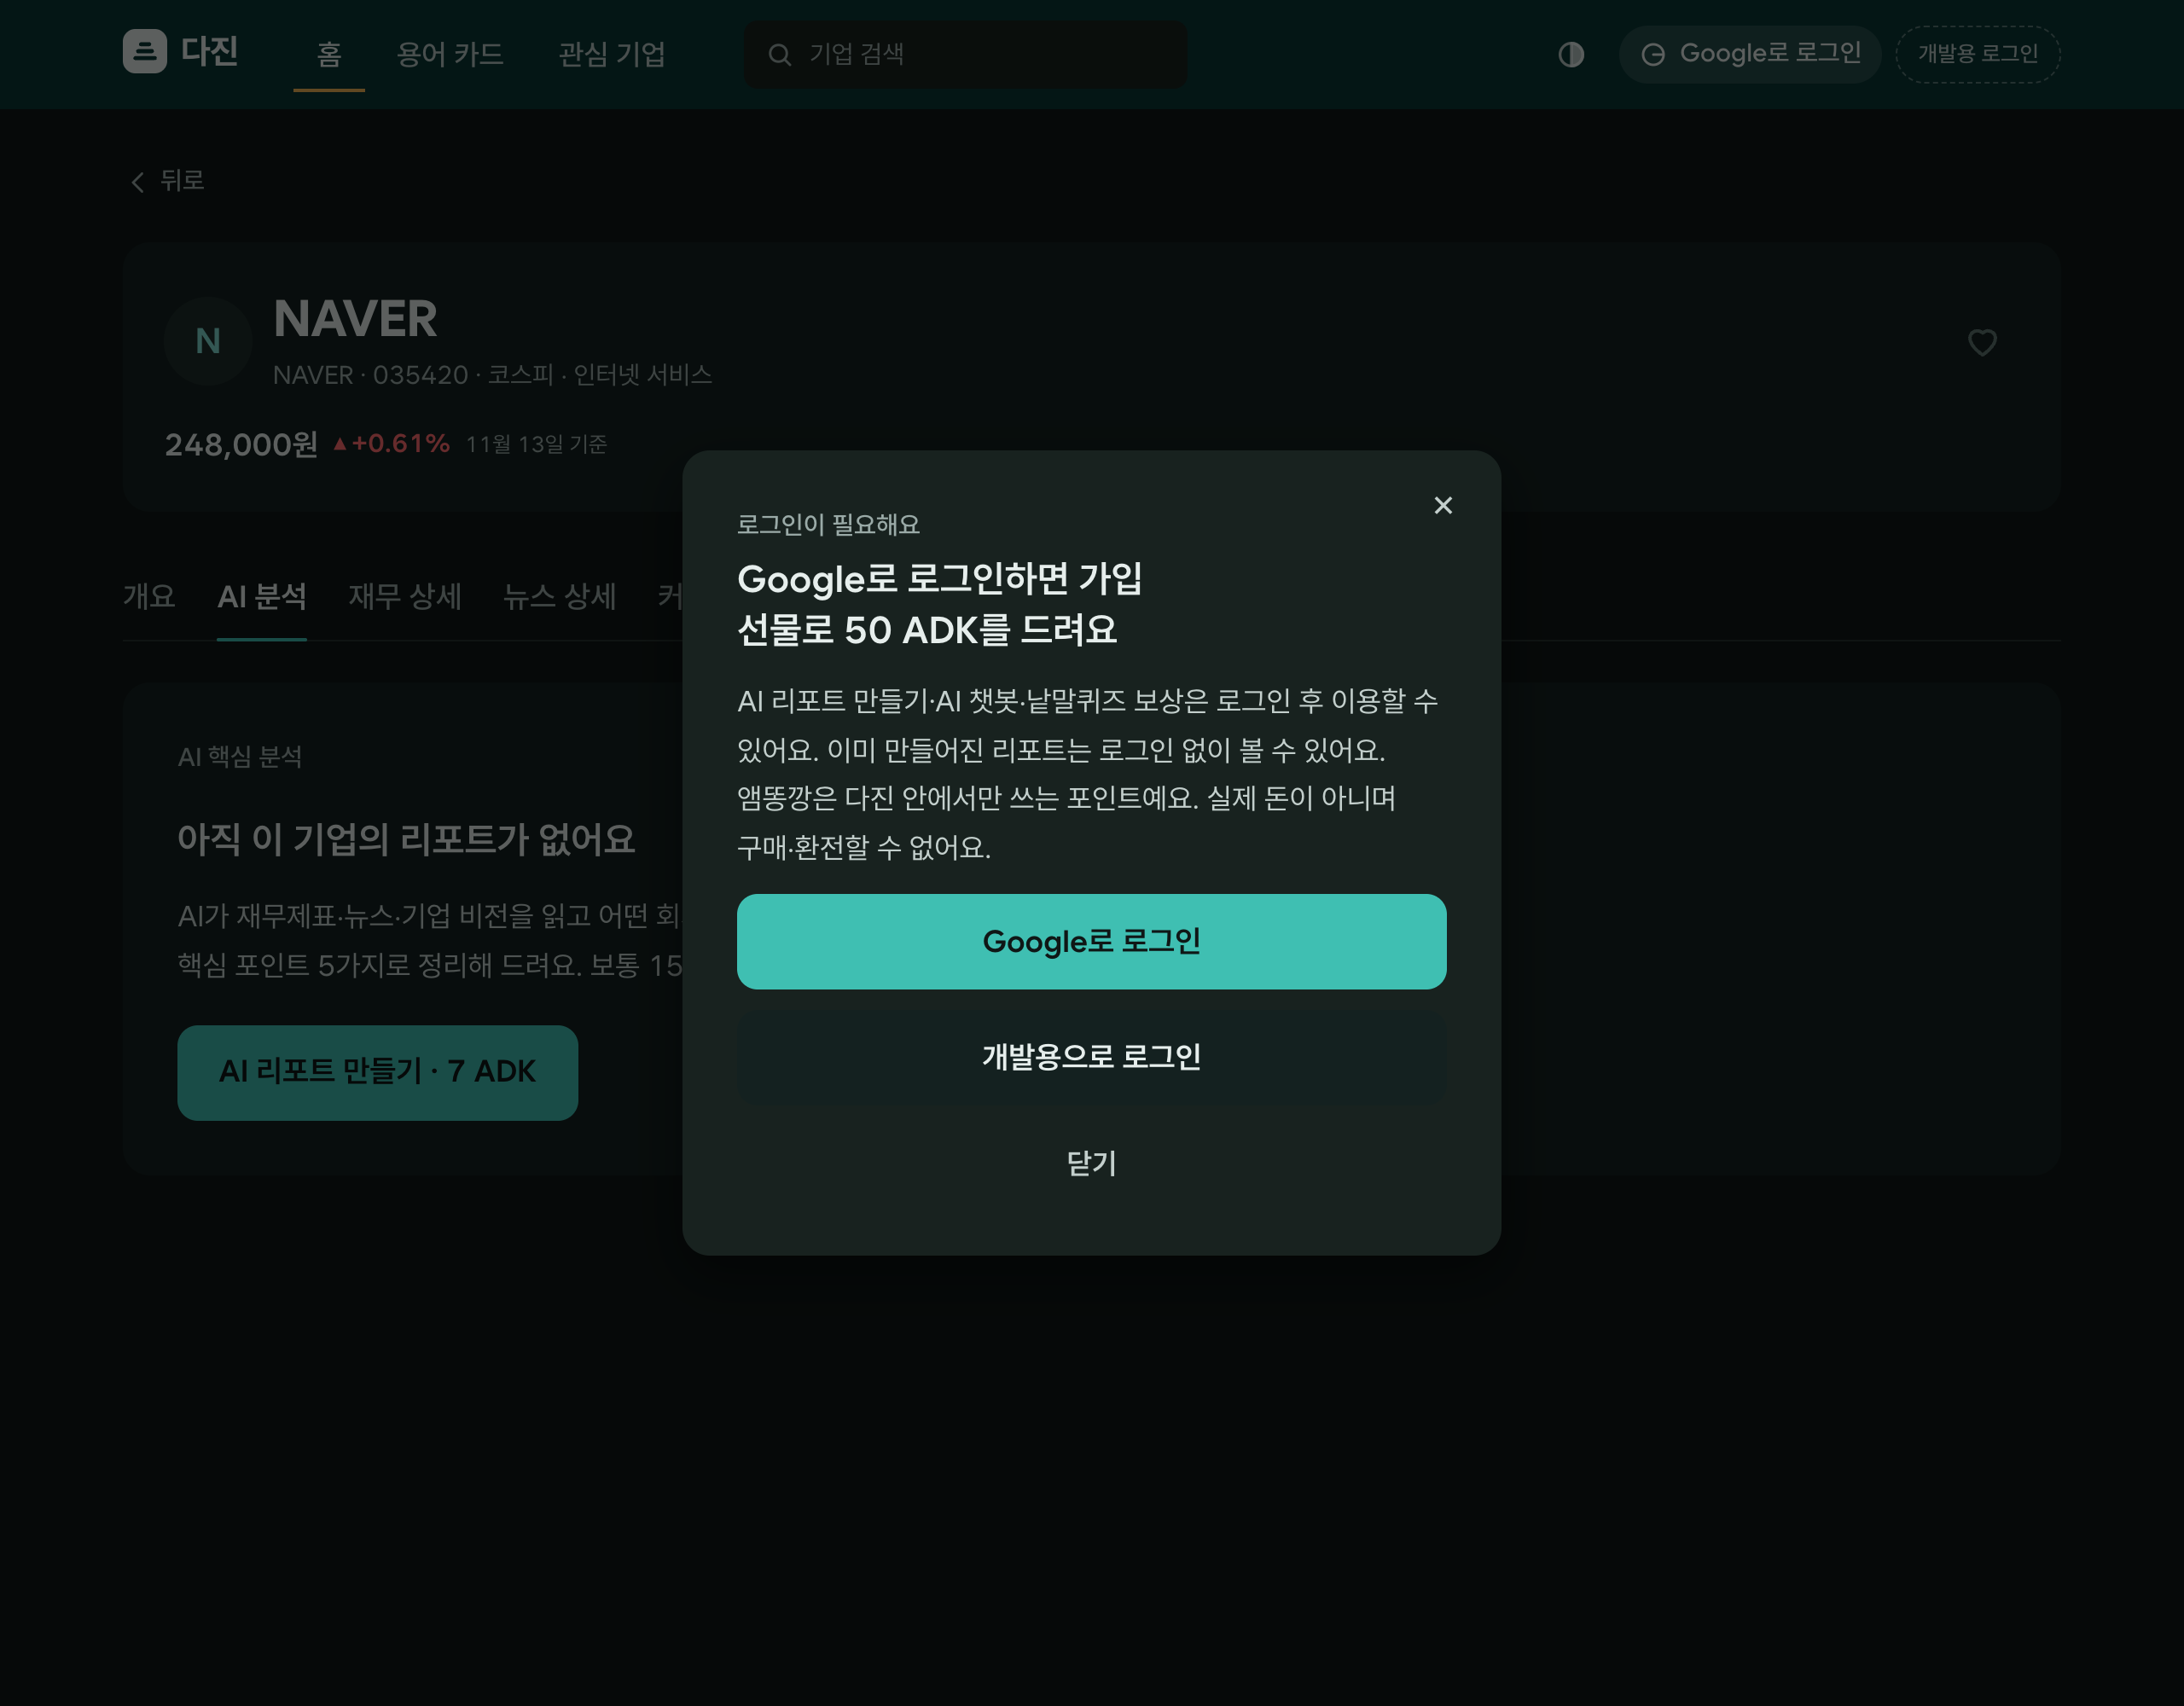 다진
홈
용어 카드
관심 기업
기업 검색
Google로 로그인
개발용 로그인
뒤로
N
NAVER
NAVER · 035420 · 코스피 · 인터넷 서비스
248,000원 ▲+0.61% 11월 13일 기준
개요
AI 분석
재무 상세
뉴스 상세
커
AI 핵심 분석
아직 이 기업의 리포트가 없어요
AI가 재무제표·뉴스·기업 비전을 읽고 어떤 회
핵심 포인트 5가지로 정리해 드려요. 보통 15
AI 리포트 만들기 · 7 ADK
로그인이 필요해요
Google로 로그인하면 가입
선물로 50 ADK를 드려요
AI 리포트 만들기·AI 챗봇·낱말퀴즈 보상은 로그인 후 이용할 수
있어요. 이미 만들어진 리포트는 로그인 없이 볼 수 있어요.
앰똥깡은 다진 안에서만 쓰는 포인트예요. 실제 돈이 아니며
구매·환전할 수 없어요.
Google로 로그인
개발용으로 로그인
닫기